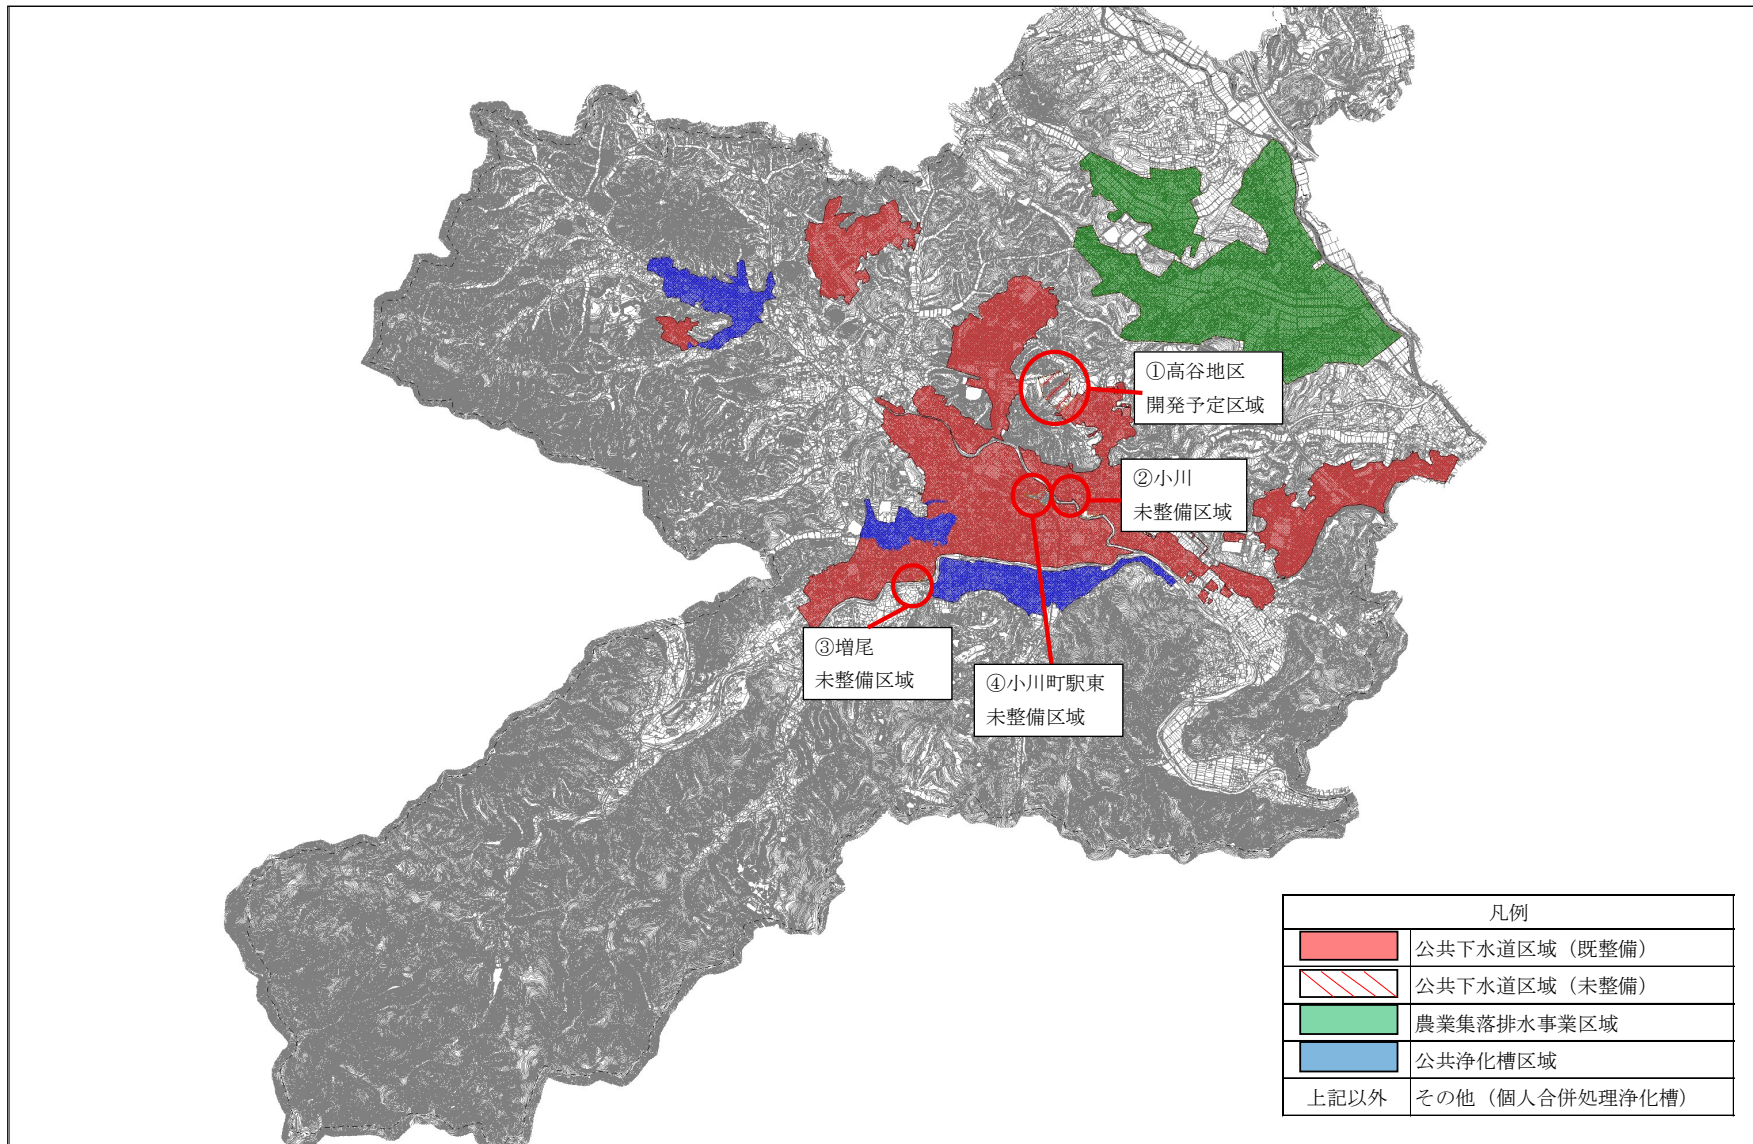 ①高谷地区
開発予定区域
②小川
未整備区域
③増尾
未整備区域
④小川町駅東
未整備区域
凡例
公共下水道区域（既整備）
公共下水道区域（未整備）
農業集落排水事業区域
公共浄化槽区域
上記以外 その他（個人合併処理浄化槽）